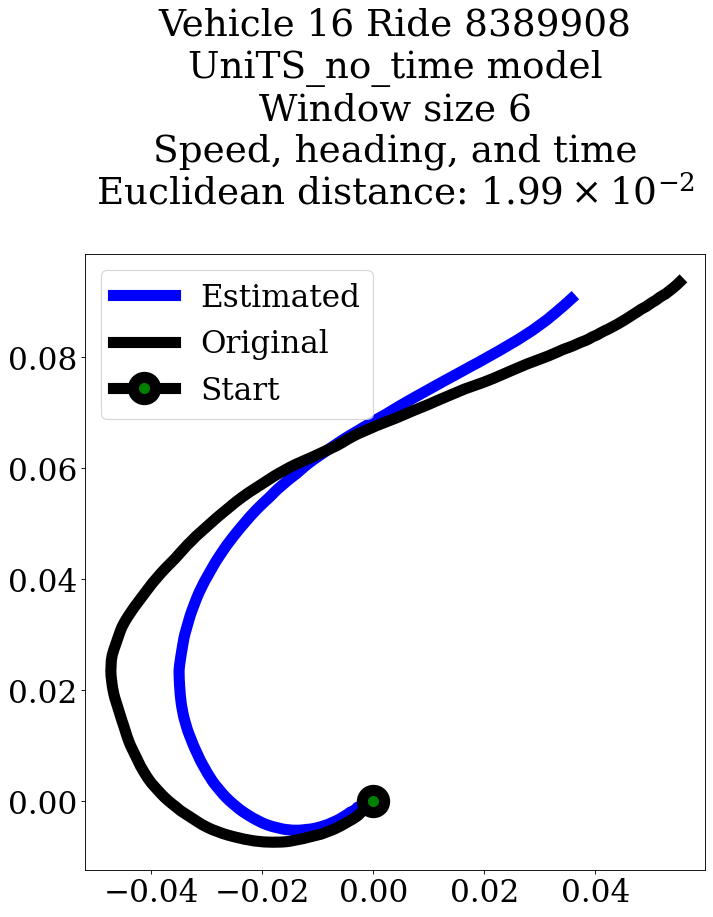 Vehicle 16 Ride 8389908
UniTS_no_time model
Window size 6
Speed, heading, and time
Euclidean distance: 1.99 × 10⁻²
Estimated
Original
Start
0.08
0.06
0.04
0.02
0.00
−0.04 −0.02 0.00 0.02 0.04